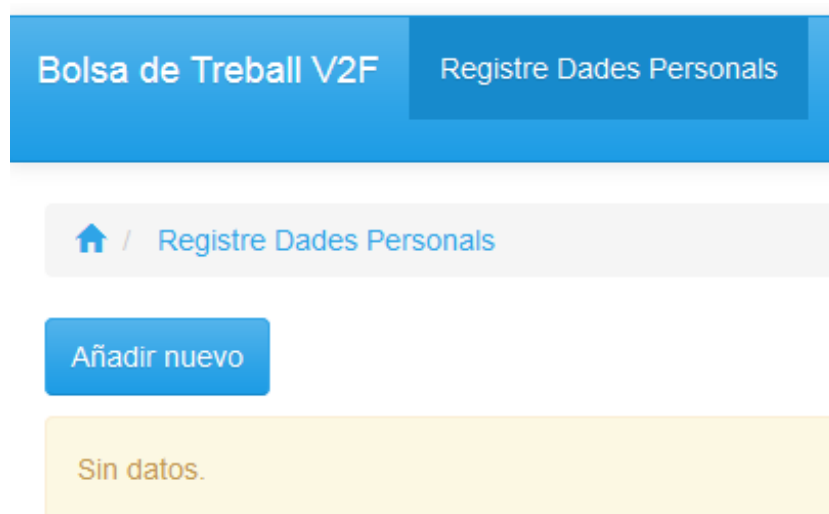 Bolsa de Treball V2F
Registre Dades Personals
/ Registre Dades Personals
Añadir nuevo
Sin datos.